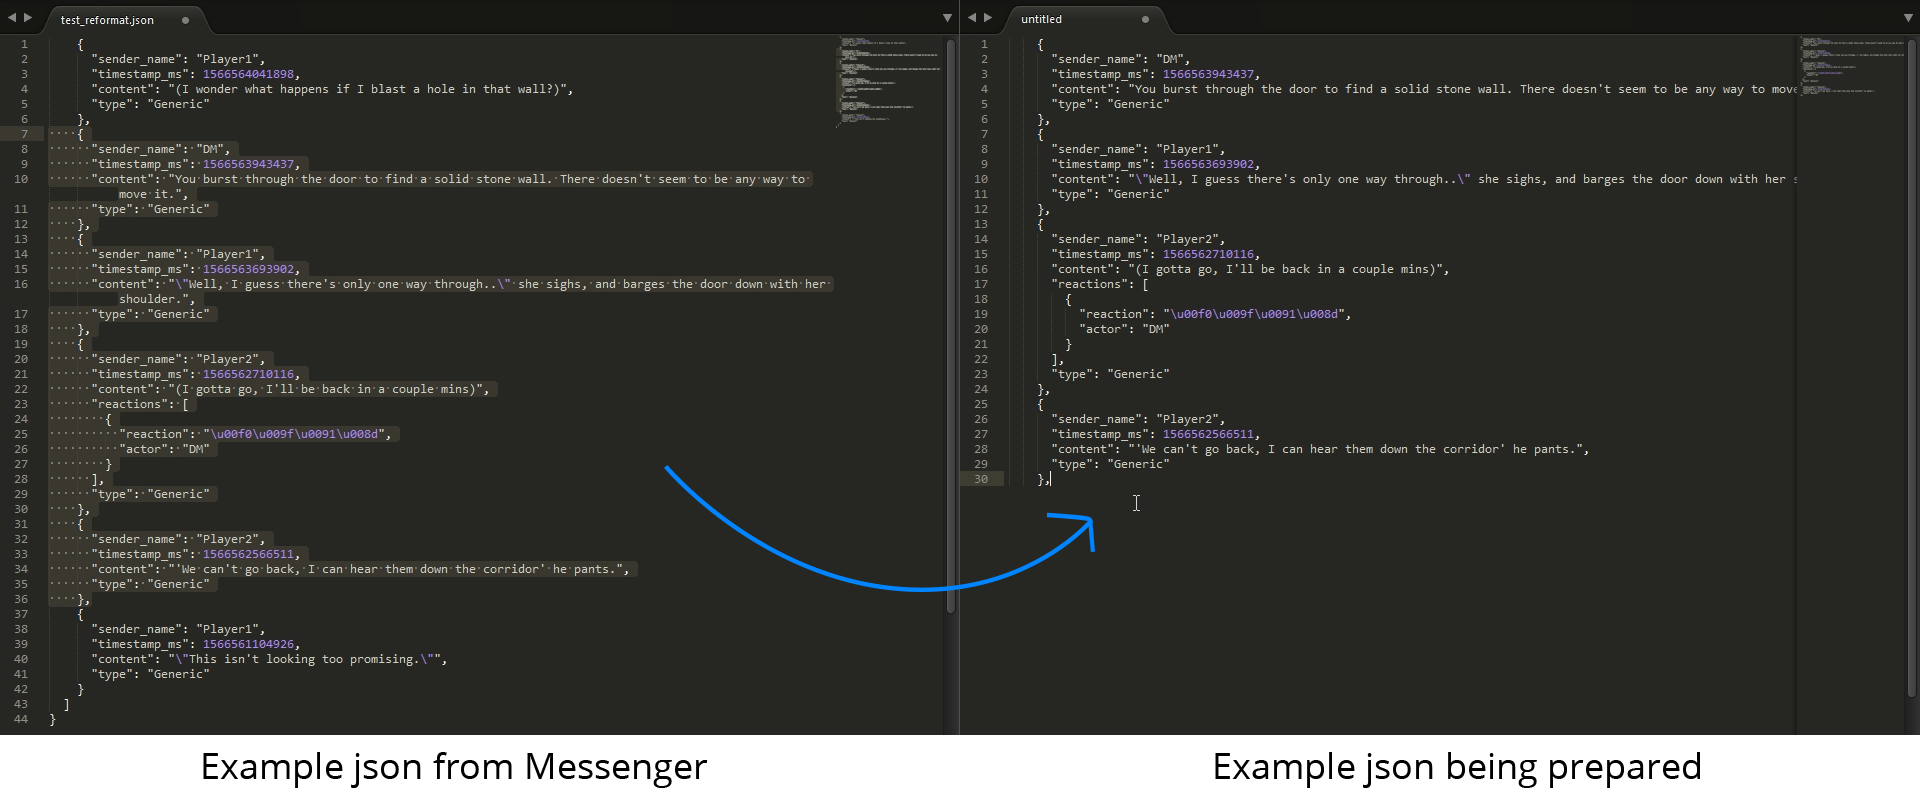 test_reformat.json
1 {
2 "sender_name": "Player1",
3 "timestamp_ms": 1566564041898,
4 "content": "(I wonder what happens if I blast a hole in that wall?)",
5 "type": "Generic"
6 },
7 {
8 "sender_name": "DM",
9 "timestamp_ms": 1566563943437,
10 "content": "You burst through the door to find a solid stone wall. There doesn't seem to be any way to
move it.",
11 "type": "Generic"
12 },
13 {
14 "sender_name": "Player1",
15 "timestamp_ms": 1566563693902,
16 "content": "\"Well, I guess there's only one way through..\" she sighs, and barges the door down with her
shoulder.",
17 "type": "Generic"
18 },
19 {
20 "sender_name": "Player2",
21 "timestamp_ms": 1566562710116,
22 "content": "(I gotta go, I'll be back in a couple mins)",
23 "reactions": [
24 {
25 "reaction": "\u00f0\u009f\u0091\u008d",
26 "actor": "DM"
27 }
28 ],
29 "type": "Generic"
30 },
31 {
32 "sender_name": "Player2",
33 "timestamp_ms": 1566562566511,
34 "content": "'We can't go back, I can hear them down the corridor' he pants.",
35 "type": "Generic"
36 },
37 {
38 "sender_name": "Player1",
39 "timestamp_ms": 1566561104926,
40 "content": "\"This isn't looking too promising.\"",
41 "type": "Generic"
42 }
43 ]
44 }
untitled
1 {
2 "sender_name": "DM",
3 "timestamp_ms": 1566563943437,
4 "content": "You burst through the door to find a solid stone wall. There doesn't seem to be any way to move
5 "type": "Generic"
6 },
7 {
8 "sender_name": "Player1",
9 "timestamp_ms": 1566563693902,
10 "content": "\"Well, I guess there's only one way through..\" she sighs, and barges the door down with her
11 "type": "Generic"
12 },
13 {
14 "sender_name": "Player2",
15 "timestamp_ms": 1566562710116,
16 "content": "(I gotta go, I'll be back in a couple mins)",
17 "reactions": [
18 {
19 "reaction": "\u00f0\u009f\u0091\u008d",
20 "actor": "DM"
21 }
22 ],
23 "type": "Generic"
24 },
25 {
26 "sender_name": "Player2",
27 "timestamp_ms": 1566562566511,
28 "content": "'We can't go back, I can hear them down the corridor' he pants.",
29 "type": "Generic"
30 },
Example json from Messenger
Example json being prepared